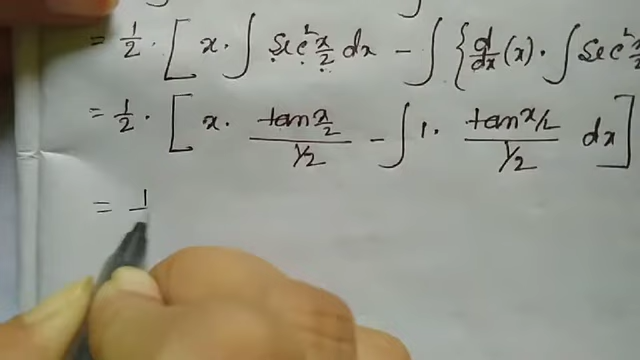 = 1/2 · [ x · ∫ sec² x/2 dx − ∫ { d/dx (x) · ∫ sec² x/2
= 1/2 · [ x · tan x/2 / 1/2 − ∫ 1 · tan x/2 / 1/2 dx ]
= 1